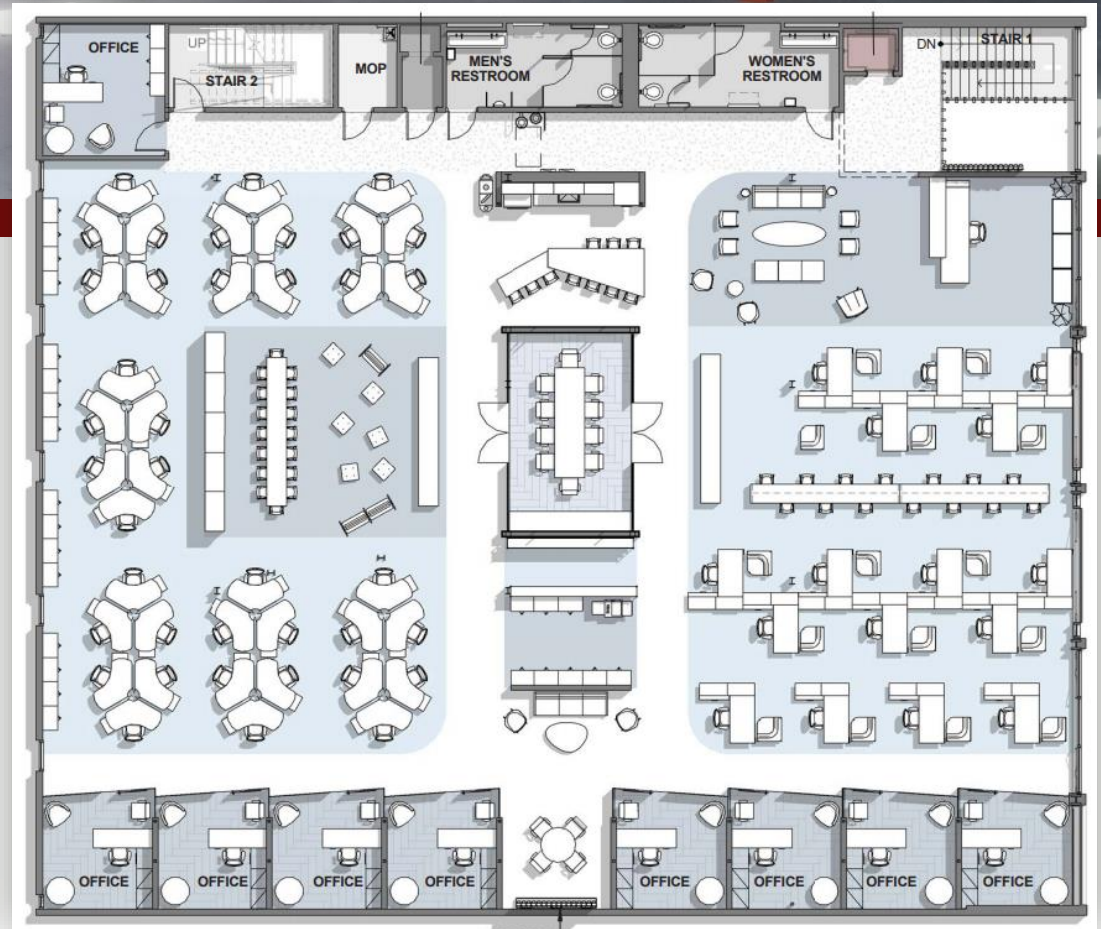 OFFICE
UP
STAIR 2
MOP
MEN'S
RESTROOM
WOMEN'S
RESTROOM
DN
STAIR 1
OFFICE
OFFICE
OFFICE
OFFICE
OFFICE
OFFICE
OFFICE
OFFICE